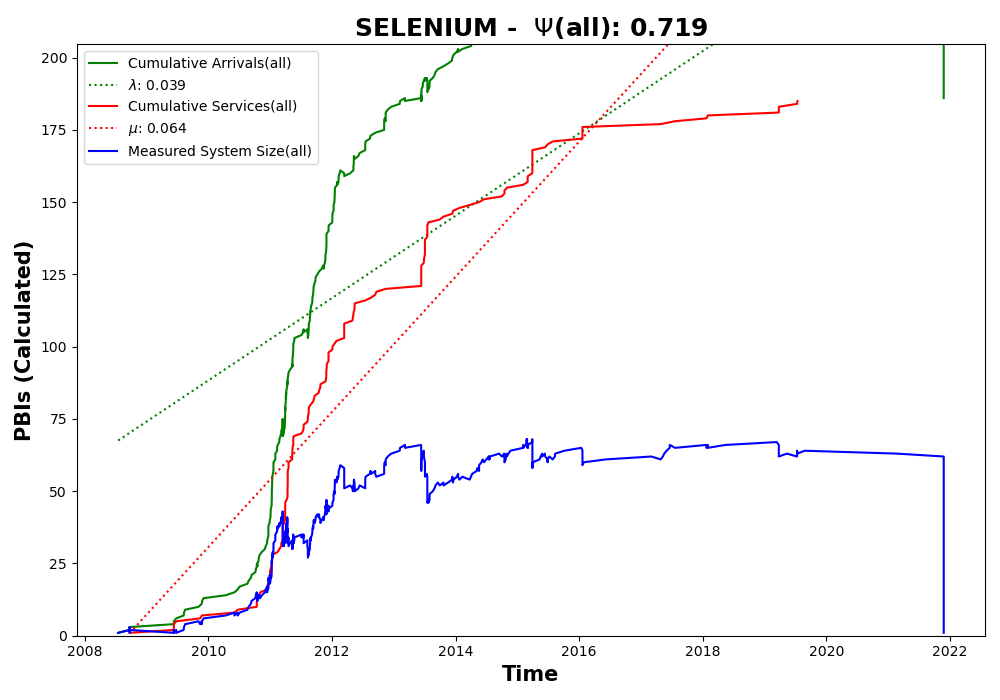 SELENIUM - Ψ(all): 0.719
Cumulative Arrivals(all)
λ: 0.039
Cumulative Services(all)
μ: 0.064
Measured System Size(all)
PBIs (Calculated)
200
175
150
125
100
75
50
25
0
2008 2010 2012 2014 2016 2018 2020 2022
Time